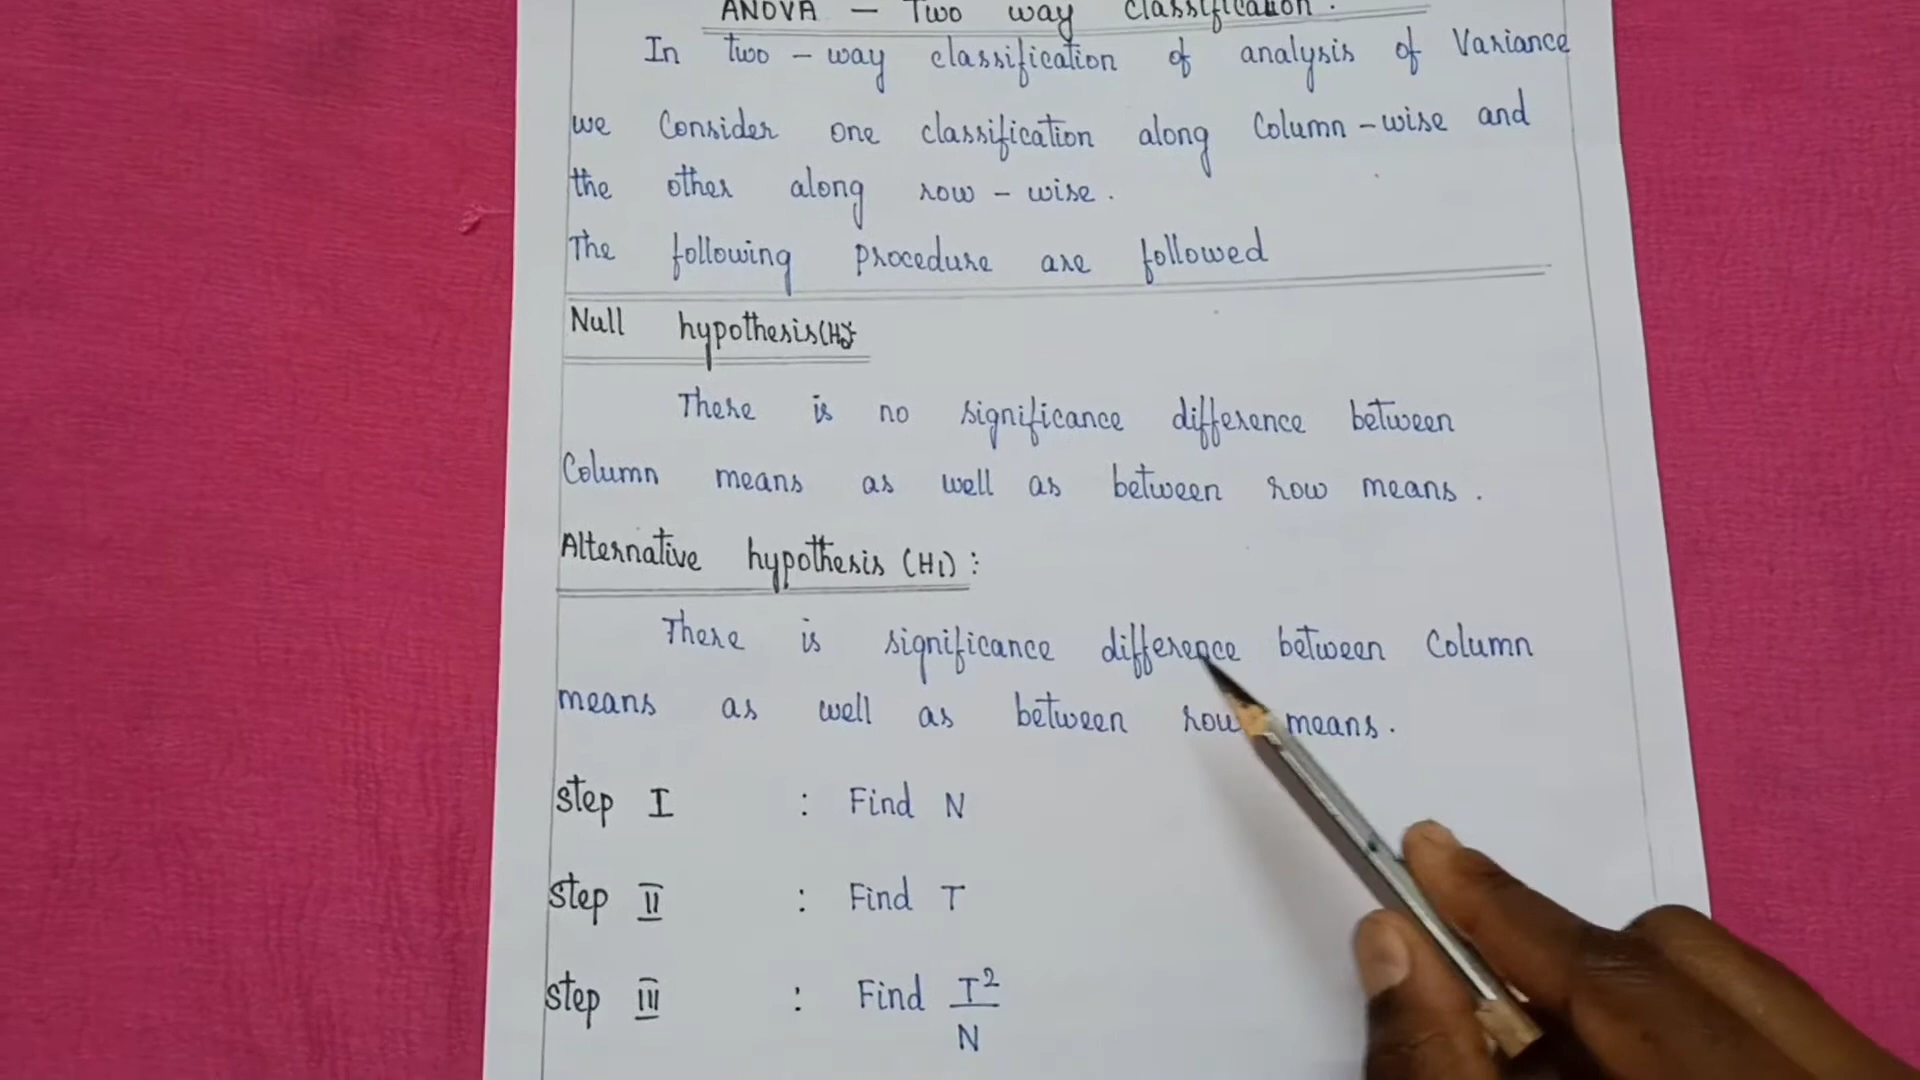 ANOVA - Two way classification.
In two-way classification of analysis of Variance
we Consider one classification along Column-wise and
the other along row-wise.
The following procedure are followed
Null hypothesis(H0):
There is no significance difference between
Column means as well as between row means.
Alternative hypothesis (H1):
There is significance difference between Column
means as well as between row means.
Step I : Find N
Step II : Find T
Step III : Find T²/N